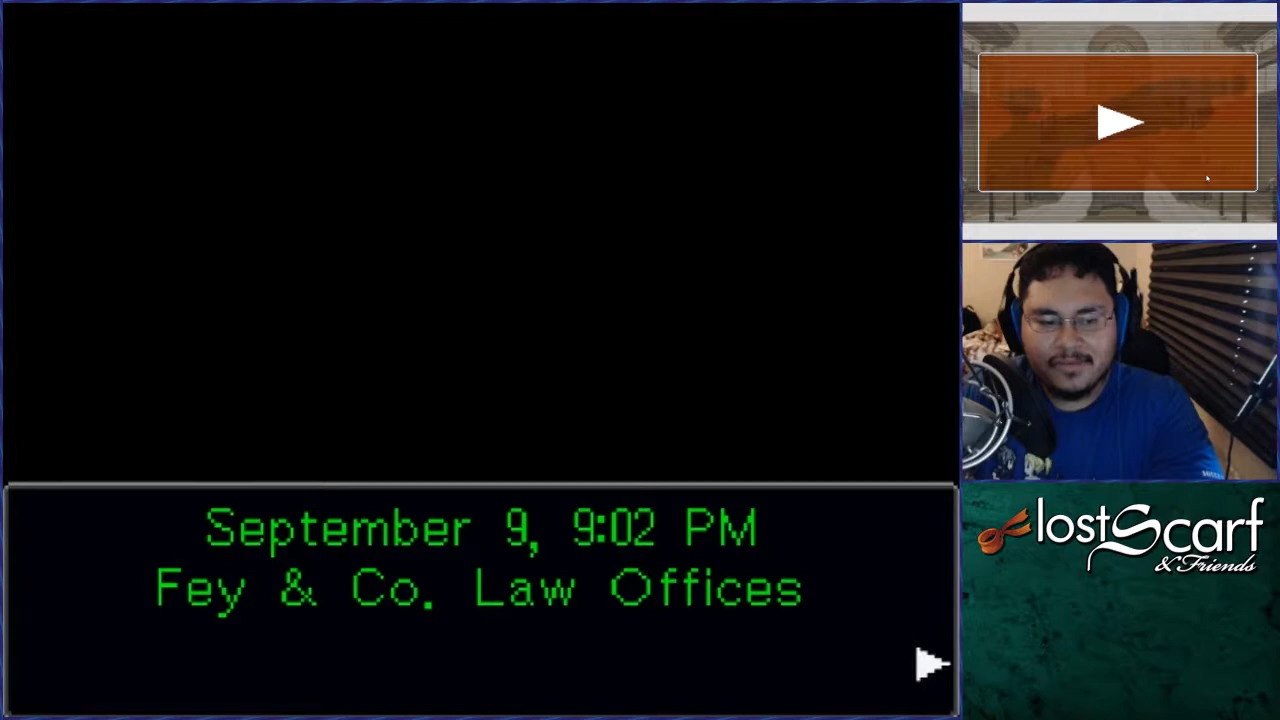 September 9, 9:02 PM
Fey & Co. Law Offices
lostScarf
& Friends